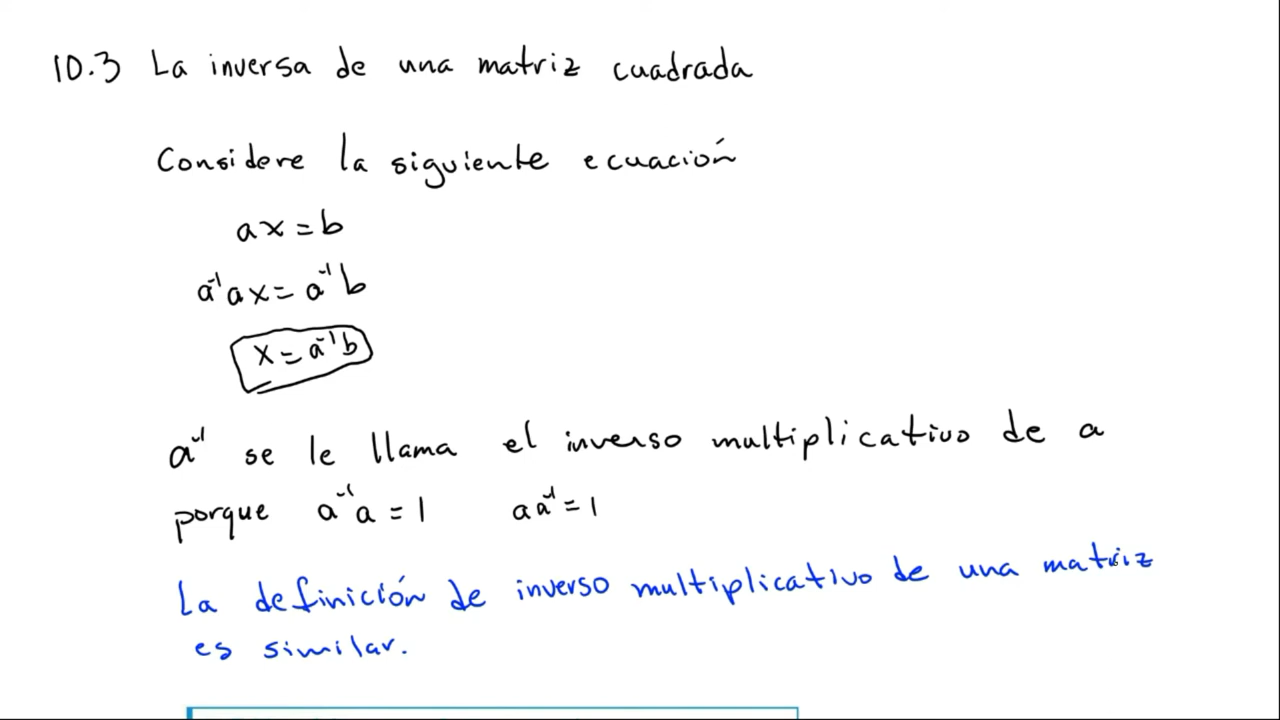 10.3 La inversa de una matriz cuadrada
Considere la siguiente ecuación
ax = b
a⁻¹ax = a⁻¹b
x = a⁻¹b
a⁻¹ se le llama el inverso multiplicativo de a
porque a⁻¹a = 1 aa⁻¹ = 1
La definición de inverso multiplicativo de una matriz
es similar.